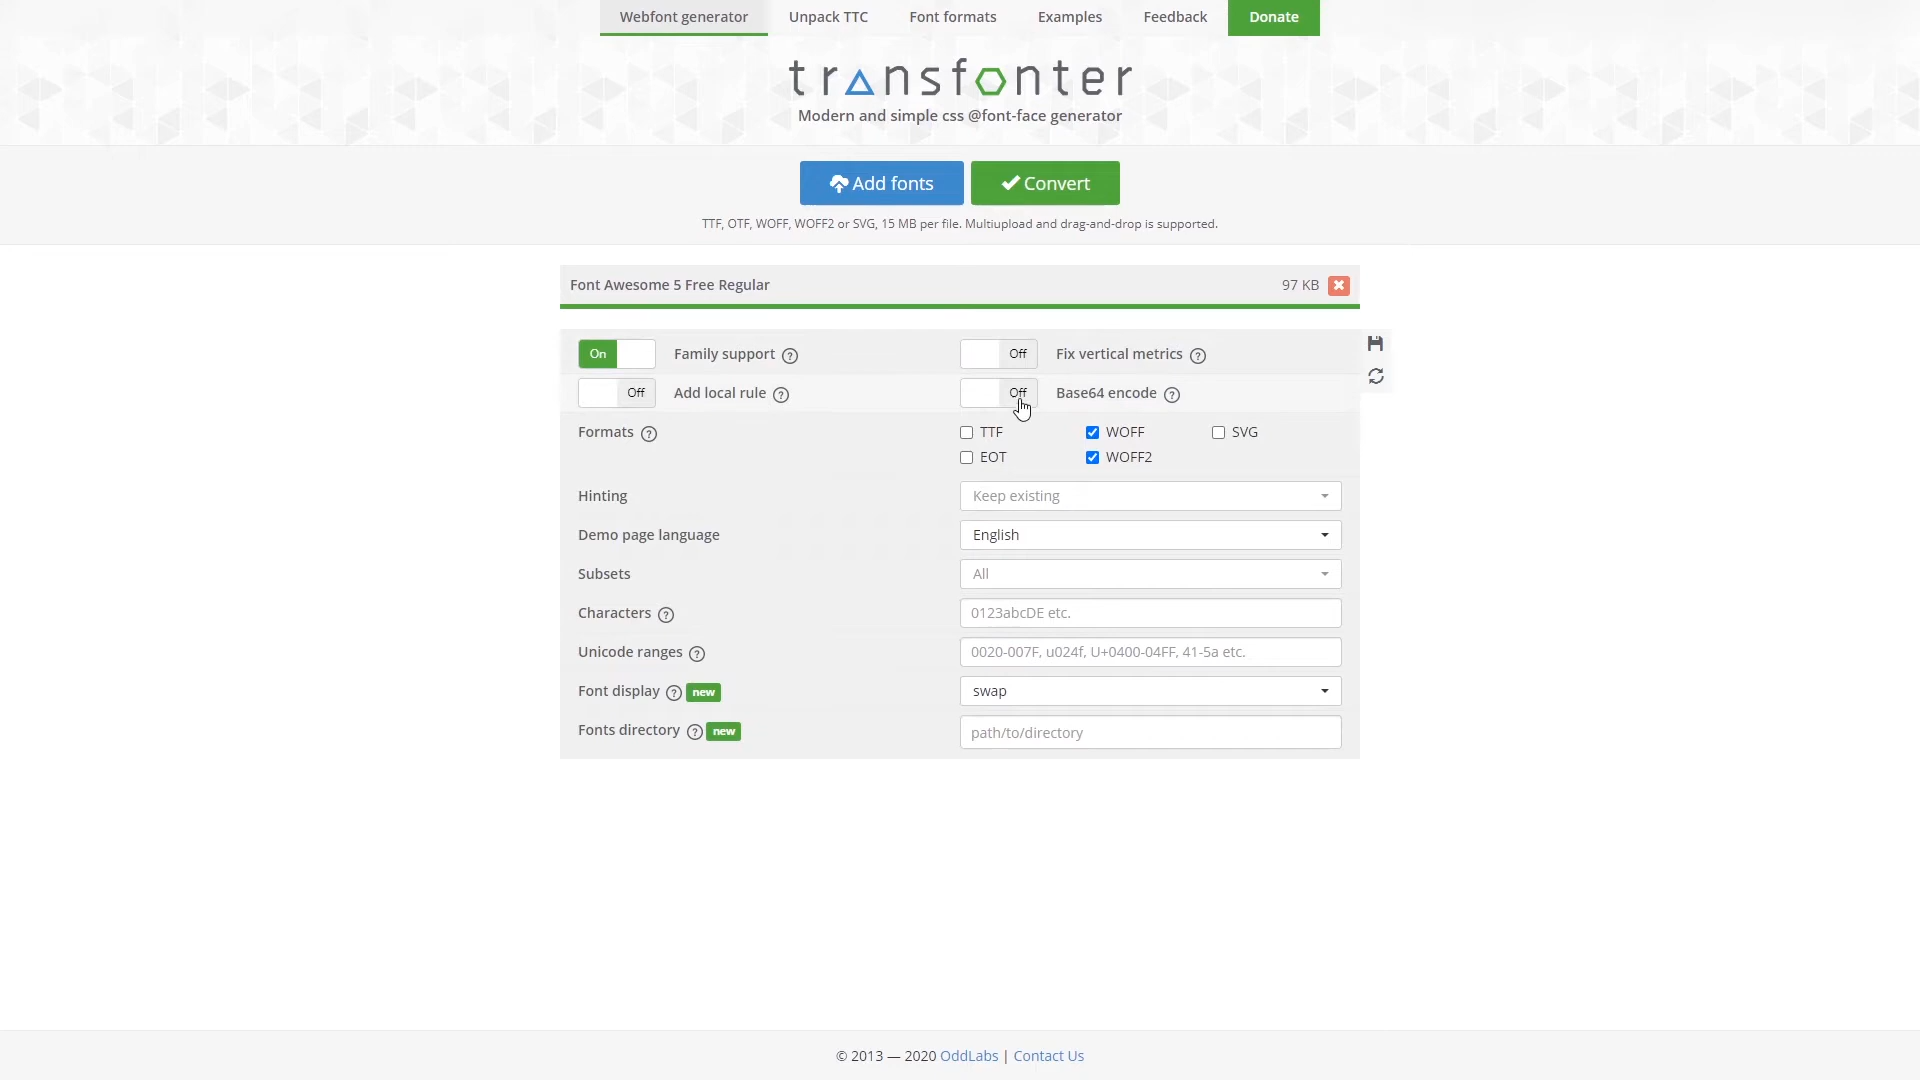 Webfont generator Unpack TTC Font formats Examples Feedback Donate
transfonter
Modern and simple css @font-face generator
Add fonts Convert
TTF, OTF, WOFF, WOFF2 or SVG, 15 MB per file. Multiupload and drag-and-drop is supported.
Font Awesome 5 Free Regular 97 KB
On Family support ? Off Fix vertical metrics ?
Off Add local rule ? Off Base64 encode ?
Formats ? TTF WOFF SVG
EOT WOFF2
Hinting Keep existing
Demo page language English
Subsets All
Characters ? 0123abcDE etc.
Unicode ranges ? 0020-007F, u024f, U+0400-04FF, 41-5a etc.
Font display ? new swap
Fonts directory ? new path/to/directory
© 2013 — 2020 OddLabs | Contact Us